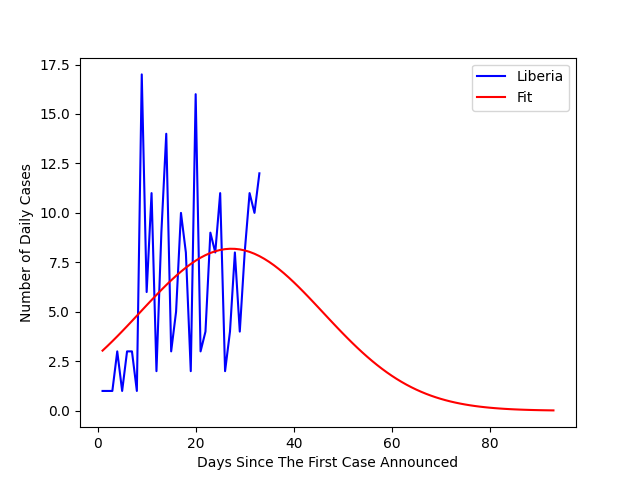 17.5
15.0
12.5
10.0
7.5
5.0
2.5
0.0
Number of Daily Cases
Liberia
Fit
0 20 40 60 80
Days Since The First Case Announced